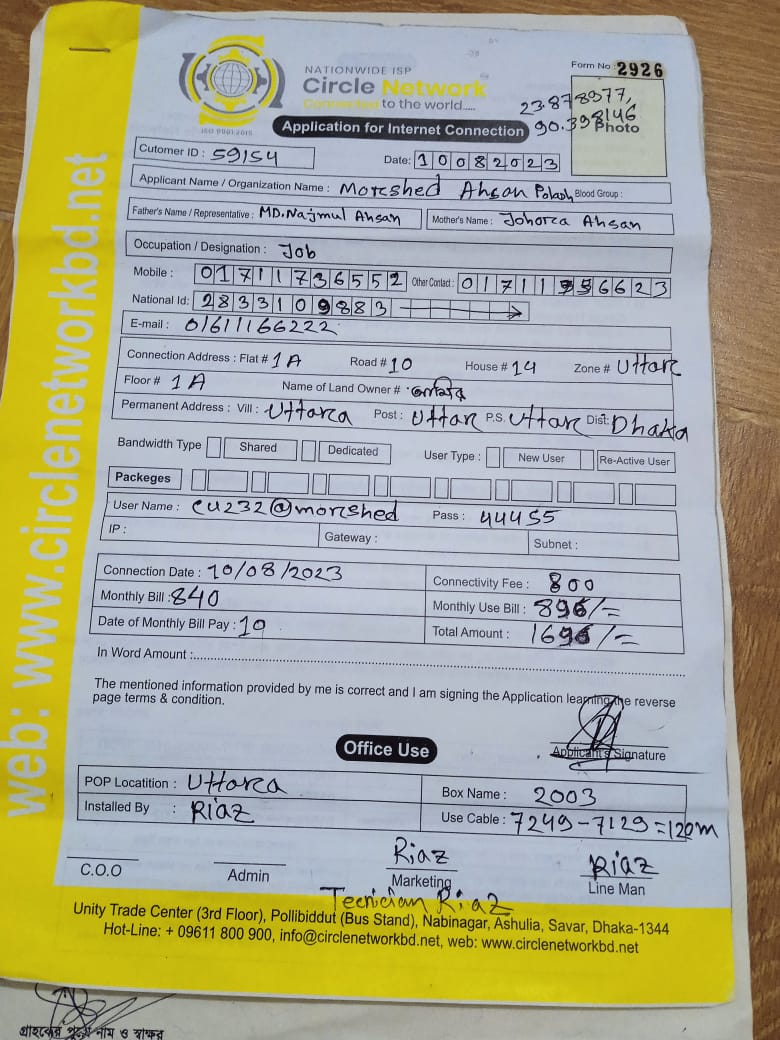 NATIONWIDE ISP
Circle Network
Connected to the world.....
ISO 9001:2015
Form No : 2926
23.878977,
90.398146
Photo
Application for Internet Connection
Cutomer ID : 59154
Date: 10082023
Applicant Name / Organization Name : Morshed Ahsan Polash Blood Group :
Father's Name / Representative : MD. Najmul Ahsan Mother's Name : Johora Ahsan
Occupation / Designation : Job
Mobile : 01711736552 Other Contact : 01711956623
National Id: 2833109883
E-mail : 01611166222
Connection Address : Flat # 1A Road # 10 House # 14 Zone # Uttar
Floor # 1A Name of Land Owner #
Permanent Address : Vill : Uttara Post : Uttar P.S. Uttar Dist: Dhaka
Bandwidth Type Shared Dedicated User Type : New User Re-Active User
Packeges
User Name : cu232@morshed Pass : 44455
IP : Gateway : Subnet :
Connection Date : 10/08/2023 Connectivity Fee : 800
Monthly Bill : 840 Monthly Use Bill : 896/=
Date of Monthly Bill Pay : 10 Total Amount : 1696/=
In Word Amount :
The mentioned information provided by me is correct and I am signing the Application learning the reverse
page terms & condition.
Applicant's Signature
Office Use
POP Locatition : Uttara Box Name : 2003
Installed By : Riaz Use Cable : 7249-7129=120m
C.O.O
Admin
Riaz
Marketing
Riaz
Line Man
Tecnician Riaz
Unity Trade Center (3rd Floor), Pollibiddut (Bus Stand), Nabinagar, Ashulia, Savar, Dhaka-1344
Hot-Line: + 09611 800 900, info@circlenetworkbd.net, web: www.circlenetworkbd.net
web: www.circlenetworkbd.net
গ্রাহকের পুরো নাম ও স্বাক্ষর